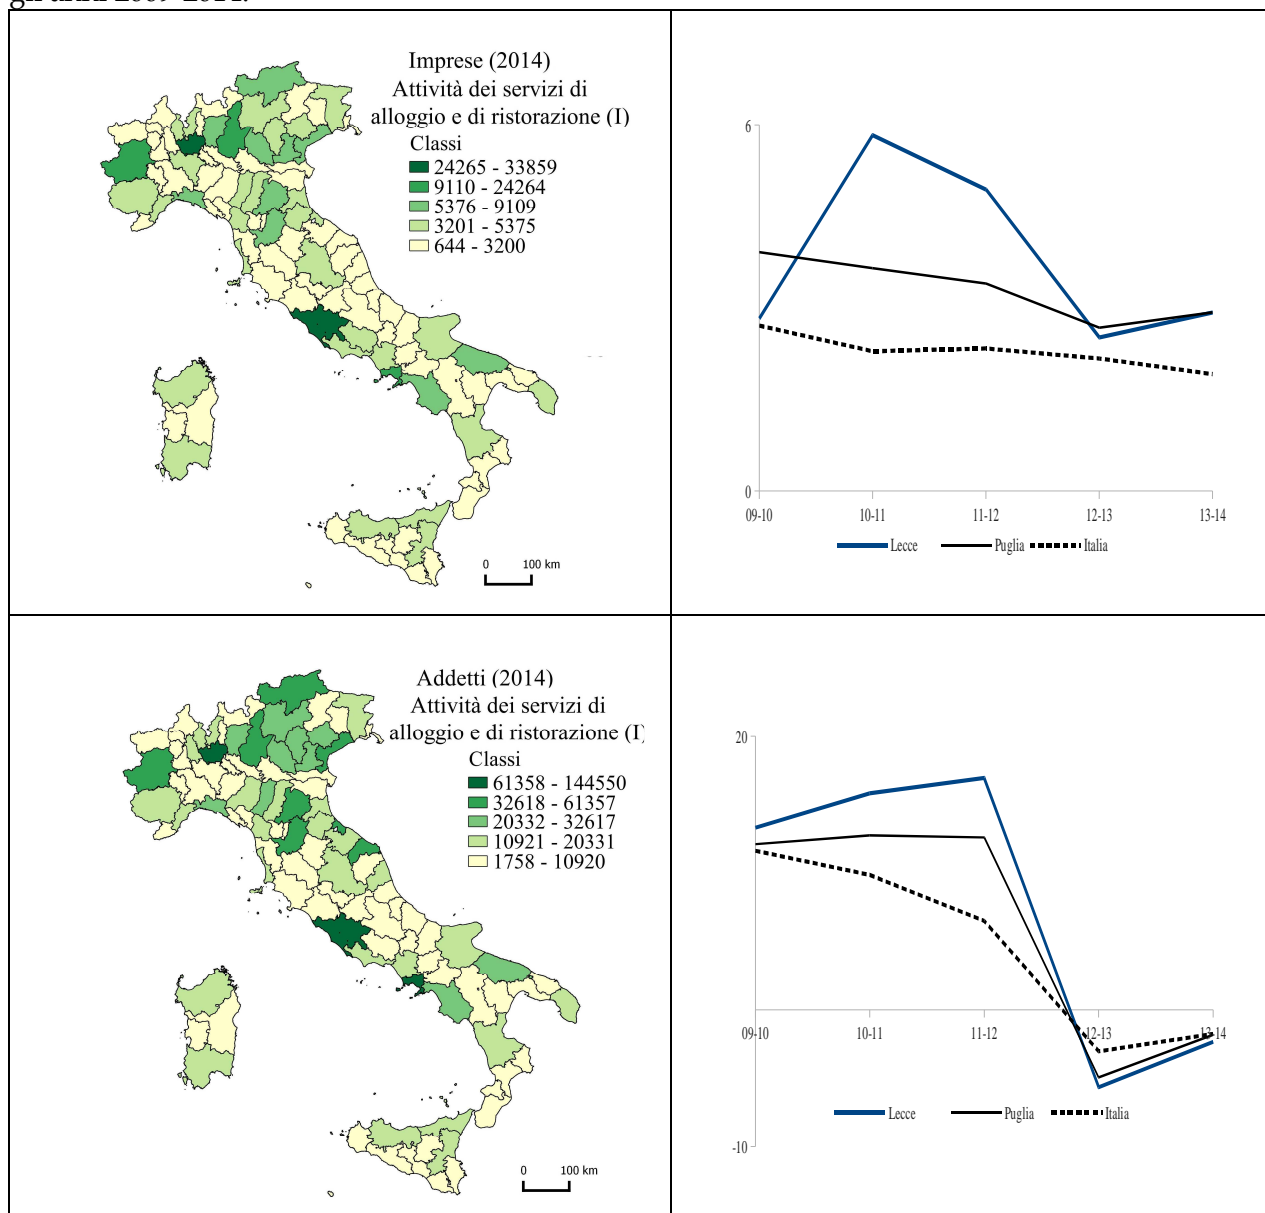 gli anni 2009-2014.
Imprese (2014)
Attività dei servizi di
alloggio e di ristorazione (I)
Classi
24265 - 33859
9110 - 24264
5376 - 9109
3201 - 5375
644 - 3200
0 100 km
6
0
09-10 10-11 11-12 12-13 13-14
Lecce Puglia Italia
Addetti (2014)
Attività dei servizi di
alloggio e di ristorazione (I)
Classi
61358 - 144550
32618 - 61357
20332 - 32617
10921 - 20331
1758 - 10920
0 100 km
20
09-10 10-11 11-12 12-13 13-14
Lecce Puglia Italia
-10